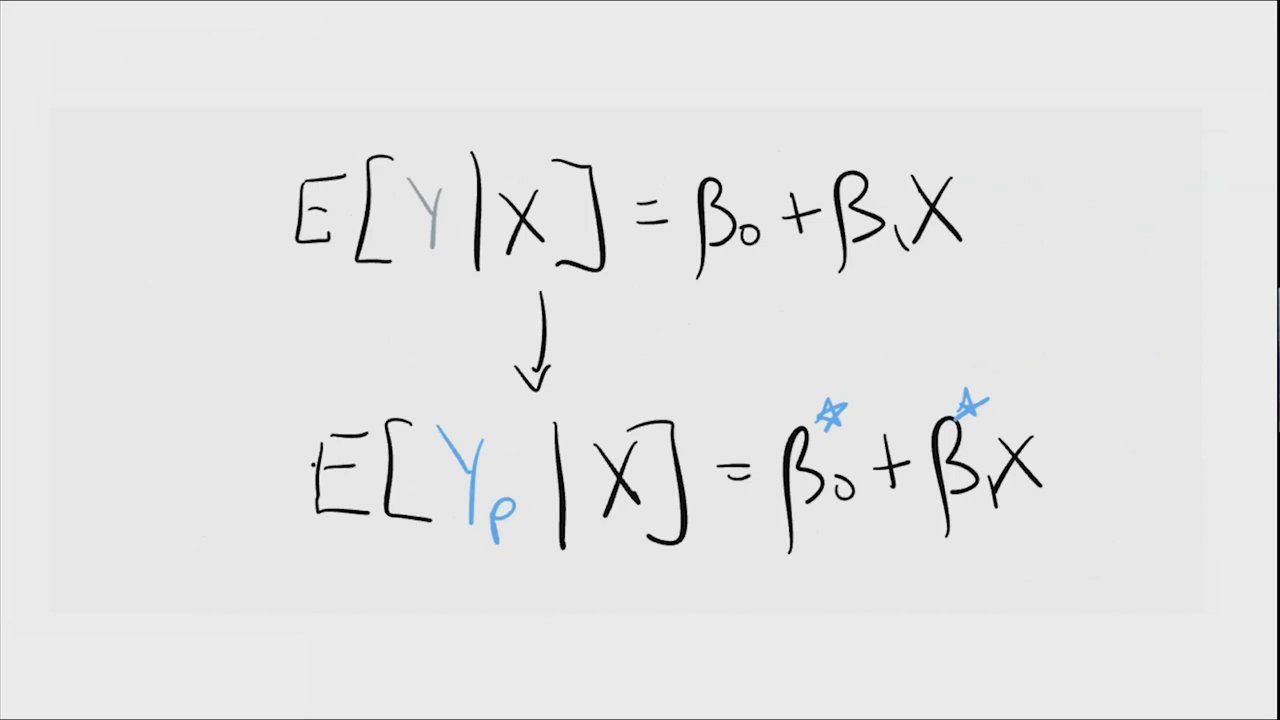 E[Y|X] = β₀ + β₁X
↓
E[Yₚ|X] = β₀* + β₁*X